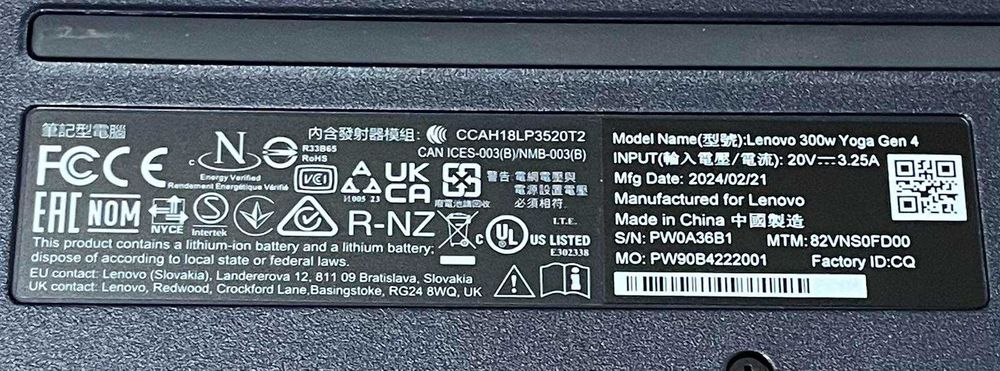 筆記型電腦
內含發射器模組: CCAH18LP3520T2
FCC CE
c N
Energy Verified
Rendement Énergétique Vérifié
R33B65
RoHS
CAN ICES-003(B)/NMB-003(B)
VCI
UK
CA
廢電池請回收
警告: 電網電壓與
電源設置電壓
必須相符.
EAC NOM
NYCE
Intertek
R-NZ
c UL US LISTED
I.T.E.
E302338
This product contains a lithium-ion battery and a lithium battery;
dispose of according to local state or federal laws.
EU contact: Lenovo (Slovakia), Landererova 12, 811 09 Bratislava, Slovakia
UK contact: Lenovo, Redwood, Crockford Lane,Basingstoke, RG24 8WQ, UK
Model Name(型號):Lenovo 300w Yoga Gen 4
INPUT(輸入電壓/電流): 20V⎓3.25A
Mfg Date: 2024/02/21
Manufactured for Lenovo
Made in China 中國製造
S/N: PW0A36B1 MTM: 82VNS0FD00
MO: PW90B4222001 Factory ID:CQ